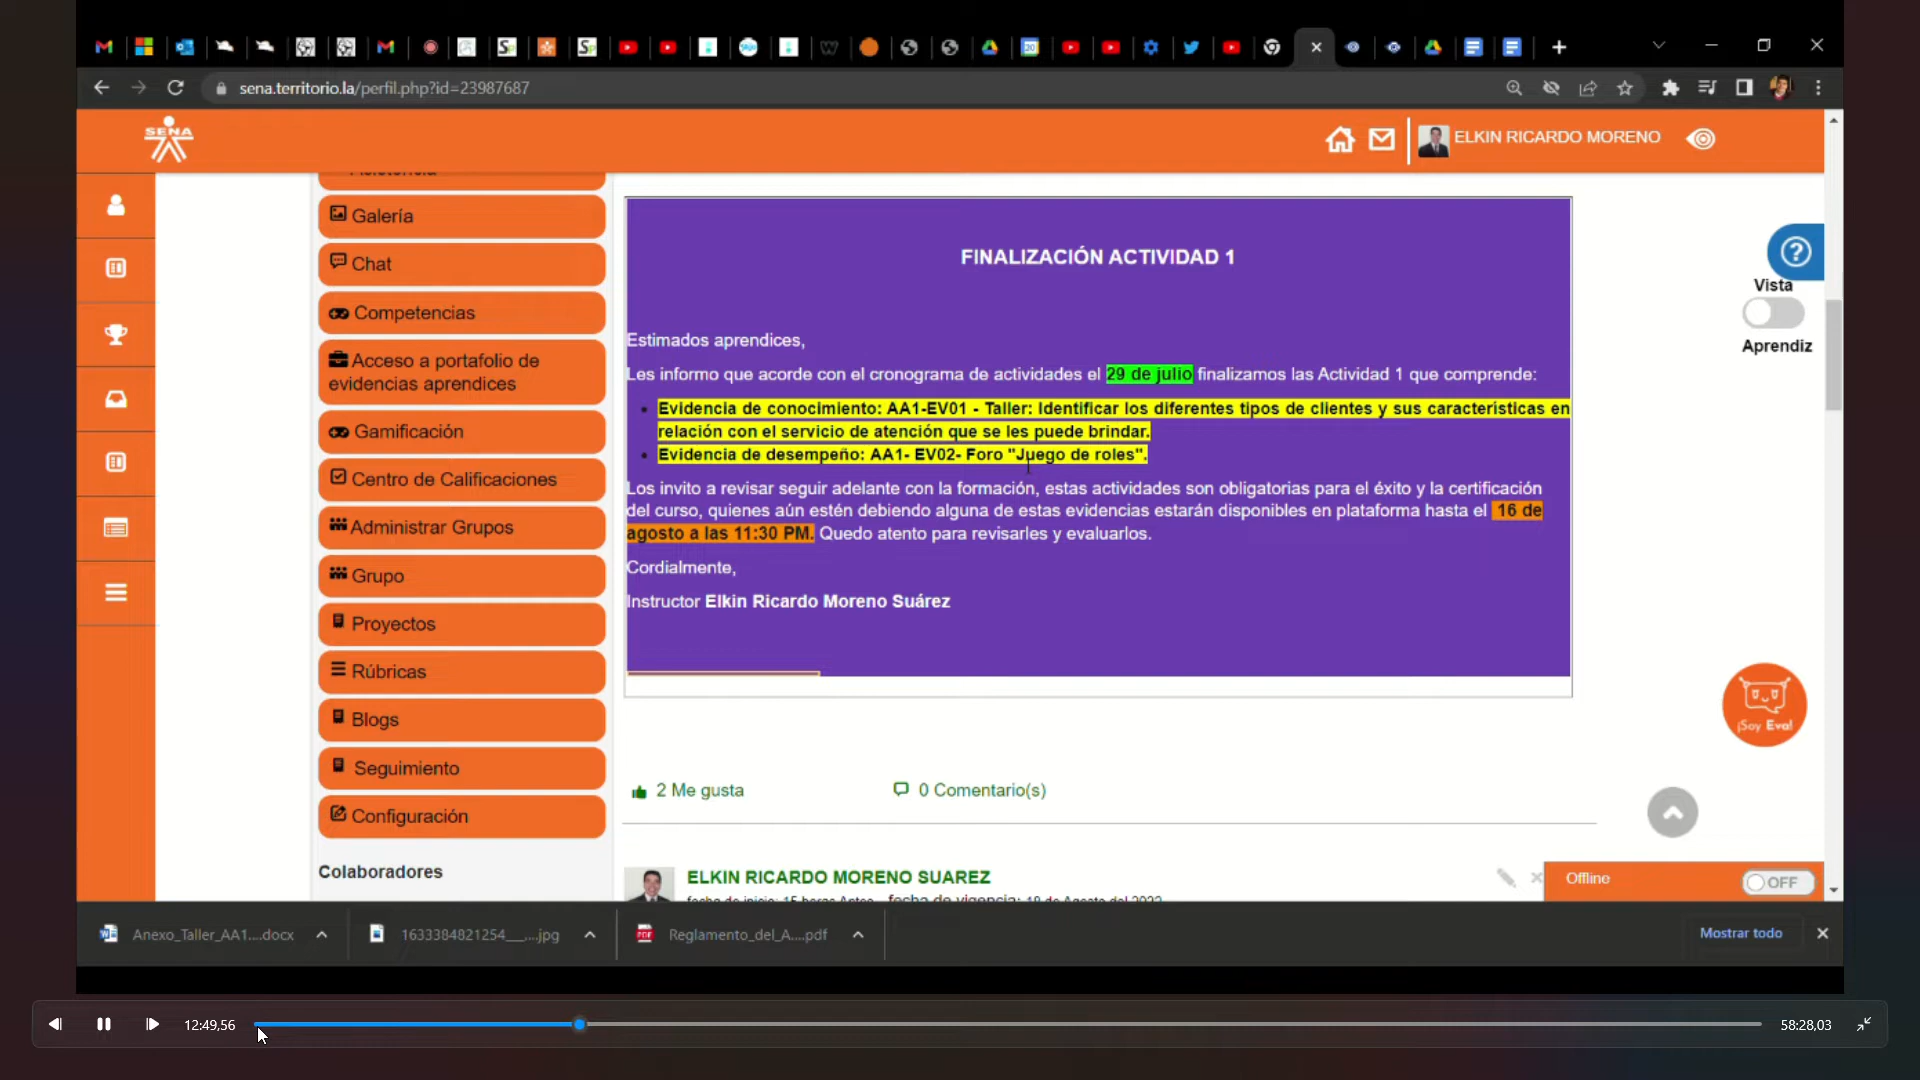 sena.territorio.la/perfil.php?id=23987687
SENA
ELKIN RICARDO MORENO
Galería
Chat
Competencias
Acceso a portafolio de
evidencias aprendices
Gamificación
Centro de Calificaciones
Administrar Grupos
Grupo
Proyectos
Rúbricas
Blogs
Seguimiento
Configuración
Colaboradores
FINALIZACIÓN ACTIVIDAD 1
Estimados aprendices,
Les informo que acorde con el cronograma de actividades el 29 de julio finalizamos las Actividad 1 que comprende:
Evidencia de conocimiento: AA1-EV01 - Taller: Identificar los diferentes tipos de clientes y sus características en
relación con el servicio de atención que se les puede brindar.
Evidencia de desempeño: AA1- EV02- Foro "Juego de roles".
Los invito a revisar seguir adelante con la formación, estas actividades son obligatorias para el éxito y la certificación
del curso, quienes aún estén debiendo alguna de estas evidencias estarán disponibles en plataforma hasta el 16 de
agosto a las 11:30 PM. Quedo atento para revisarles y evaluarlos.
Cordialmente,
Instructor Elkin Ricardo Moreno Suárez
2 Me gusta
0 Comentario(s)
ELKIN RICARDO MORENO SUAREZ
Vista
Aprendiz
¡Soy Eva!
Offline
OFF
Anexo_Taller_AA1....docx
1633384821254__....jpg
Reglamento_del_A....pdf
Mostrar todo
12:49,56
58:28,03